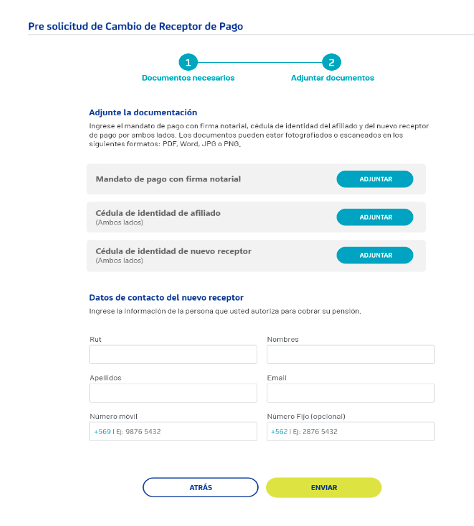 Pre solicitud de Cambio de Receptor de Pago
1 2
Documentos necesarios Adjuntar documentos
Adjunte la documentación
Ingrese el mandato de pago con firma notarial, cédula de identidad del afiliado y del nuevo receptor
de pago por ambos lados. Los documentos pueden estar fotografiados o escaneados en los
siguientes formatos: PDF, Word, JPG o PNG.
Mandato de pago con firma notarial ADJUNTAR
Cédula de identidad de afiliado ADJUNTAR
(Ambos lados)
Cédula de identidad de nuevo receptor ADJUNTAR
(Ambos lados)
Datos de contacto del nuevo receptor
Ingrese la información de la persona que usted autoriza para cobrar su pensión.
Rut Nombres
Apellidos Email
Número móvil Número Fijo (opcional)
+569 | Ej: 9876 5432 +562 | Ej: 2876 5432
ATRÁS ENVIAR